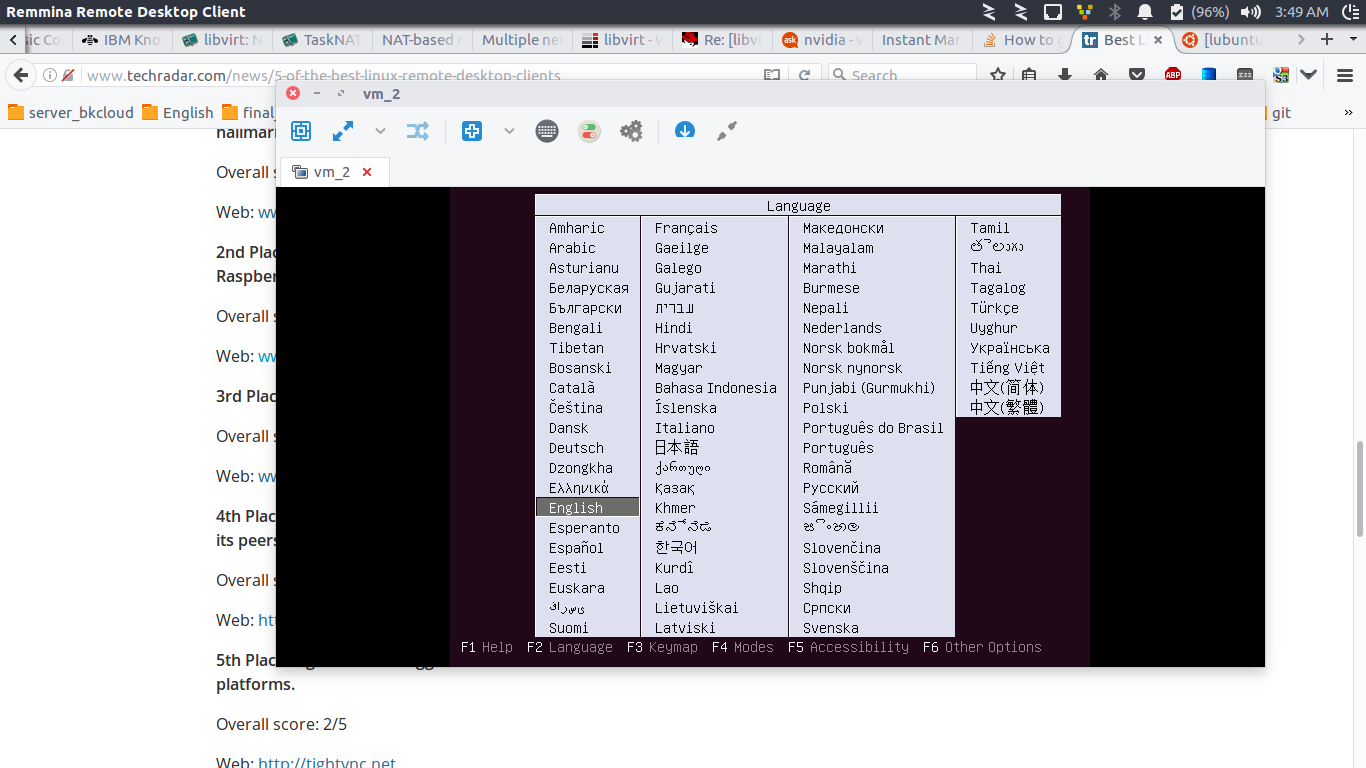 Remmina Remote Desktop Client
(96%)
3:49 AM
sic Co
IBM Kno
libvirt: N
TaskNAT
NAT-based n
Multiple net
libvirt - W
Re: [libvi
nvidia - v
Instant Mar
How to g
Best L
[lubuntu
www.techradar.com/news/5-of-the-best-linux-remote-desktop-clients
Search
ABP
server_bkcloud
English
final_
git
vm_2
vm_2
hallmark
Overall s
Web: ww
2nd Plac
Raspber
Overall s
Web: ww
3rd Plac
Overall s
Web: ww
4th Plac
its peers
Overall s
Web: htt
5th Plac
platforms.
Overall score: 2/5
Web: http://tightvnc.net
Language
Amharic
Arabic
Asturianu
Беларуская
Български
Bengali
Tibetan
Bosanski
Català
Čeština
Dansk
Deutsch
Dzongkha
Ελληνικά
English
Esperanto
Español
Eesti
Euskara
Suomi
Français
Gaeilge
Galego
Gujarati
עברית
Hindi
Hrvatski
Magyar
Bahasa Indonesia
Íslenska
Italiano
日本語
ქართული
Қазақ
Khmer
ಕನ್ನಡ
한국어
Kurdî
Lao
Lietuviškai
Latviski
Македонски
Malayalam
Marathi
Burmese
Nepali
Nederlands
Norsk bokmål
Norsk nynorsk
Punjabi (Gurmukhi)
Polski
Português do Brasil
Português
Română
Русский
Sámegillii
සිංහල
Slovenčina
Slovenščina
Shqip
Српски
Svenska
Tamil
తెలుగు
Thai
Tagalog
Türkçe
Uyghur
Українська
Tiếng Việt
中文(简体)
中文(繁體)
F1 Help F2 Language F3 Keymap F4 Modes F5 Accessibility F6 Other Options